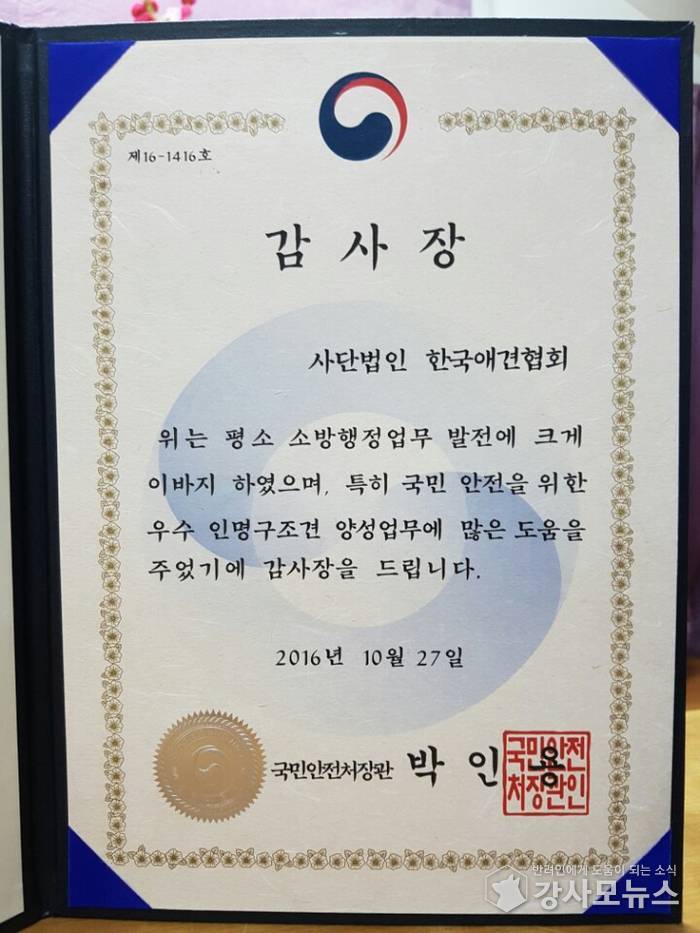 제16-1416호
감사장
사단법인 한국애견협회
위는 평소 소방행정업무 발전에 크게
이바지 하였으며, 특히 국민 안전을 위한
우수 인명구조견 양성업무에 많은 도움을
주었기에 감사장을 드립니다.
2016년 10월 27일
국민안전처장관 박인용
국민안전
처장관인
반려인에게 도움이 되는 소식
강사모뉴스